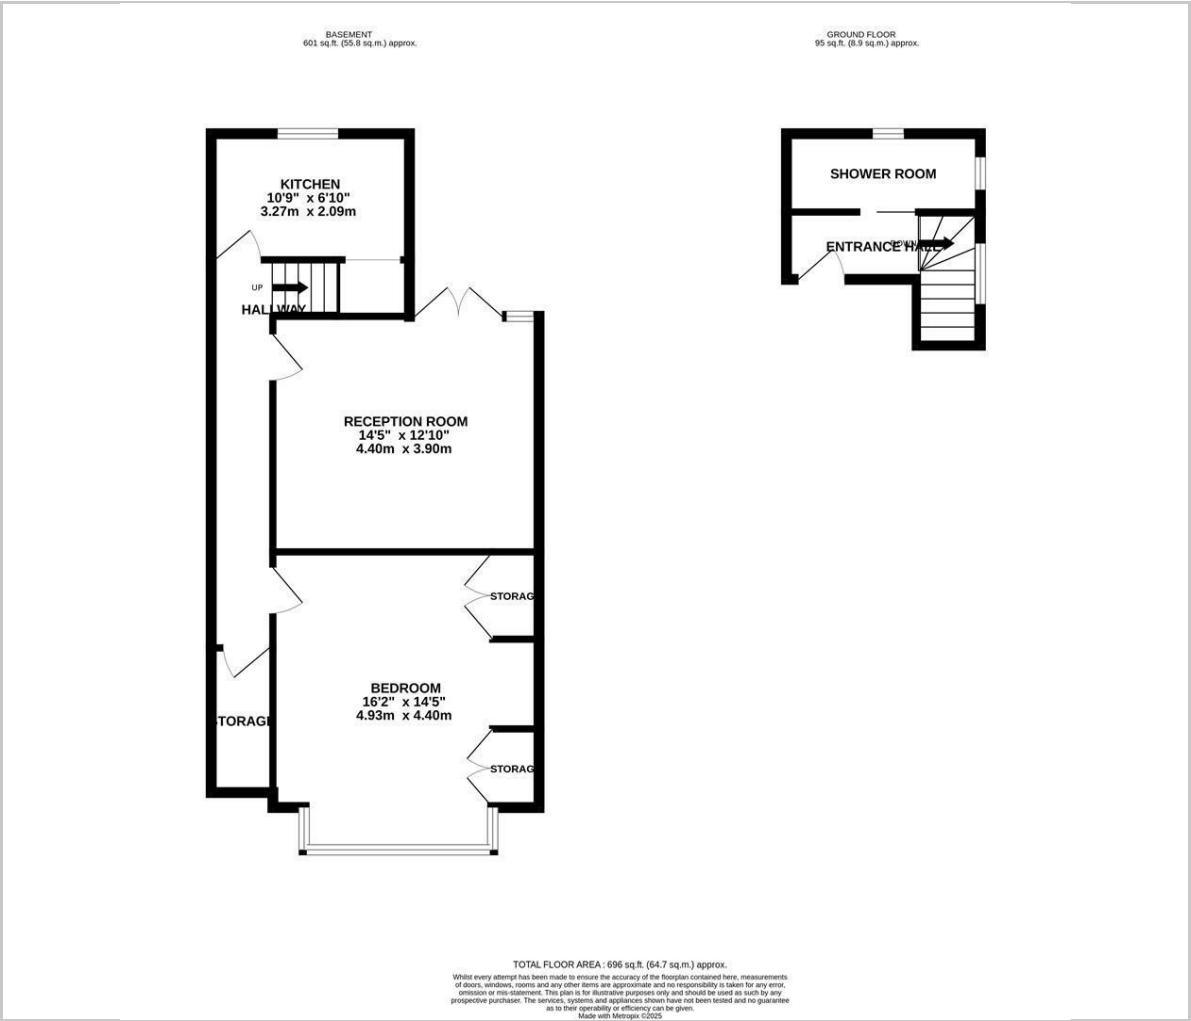 BASEMENT
601 sq.ft. (55.8 sq.m.) approx.
GROUND FLOOR
95 sq.ft. (8.9 sq.m.) approx.
KITCHEN
10'9" x 6'10"
3.27m x 2.09m
UP
HALLWAY
RECEPTION ROOM
14'5" x 12'10"
4.40m x 3.90m
STORAG
BEDROOM
16'2" x 14'5"
4.93m x 4.40m
STORAGE
STORAG
SHOWER ROOM
DOWN
ENTRANCE HALL
TOTAL FLOOR AREA : 696 sq.ft. (64.7 sq.m.) approx.
Whilst every attempt has been made to ensure the accuracy of the floorplan contained here, measurements
of doors, windows, rooms and any other items are approximate and no responsibility is taken for any error,
omission or mis-statement. This plan is for illustrative purposes only and should be used as such by any
prospective purchaser. The services, systems and appliances shown have not been tested and no guarantee
as to their operability or efficiency can be given.
Made with Metropix ©2025